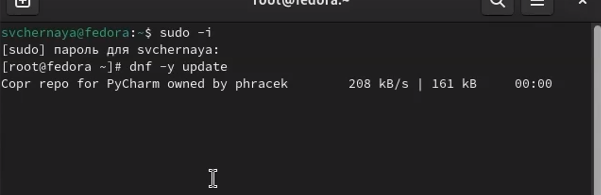 root@fedora:~
svchernaya@fedora:~$ sudo -i
[sudo] пароль для svchernaya:
[root@fedora ~]# dnf -y update
Copr repo for PyCharm owned by phracek 208 kB/s | 161 kB 00:00